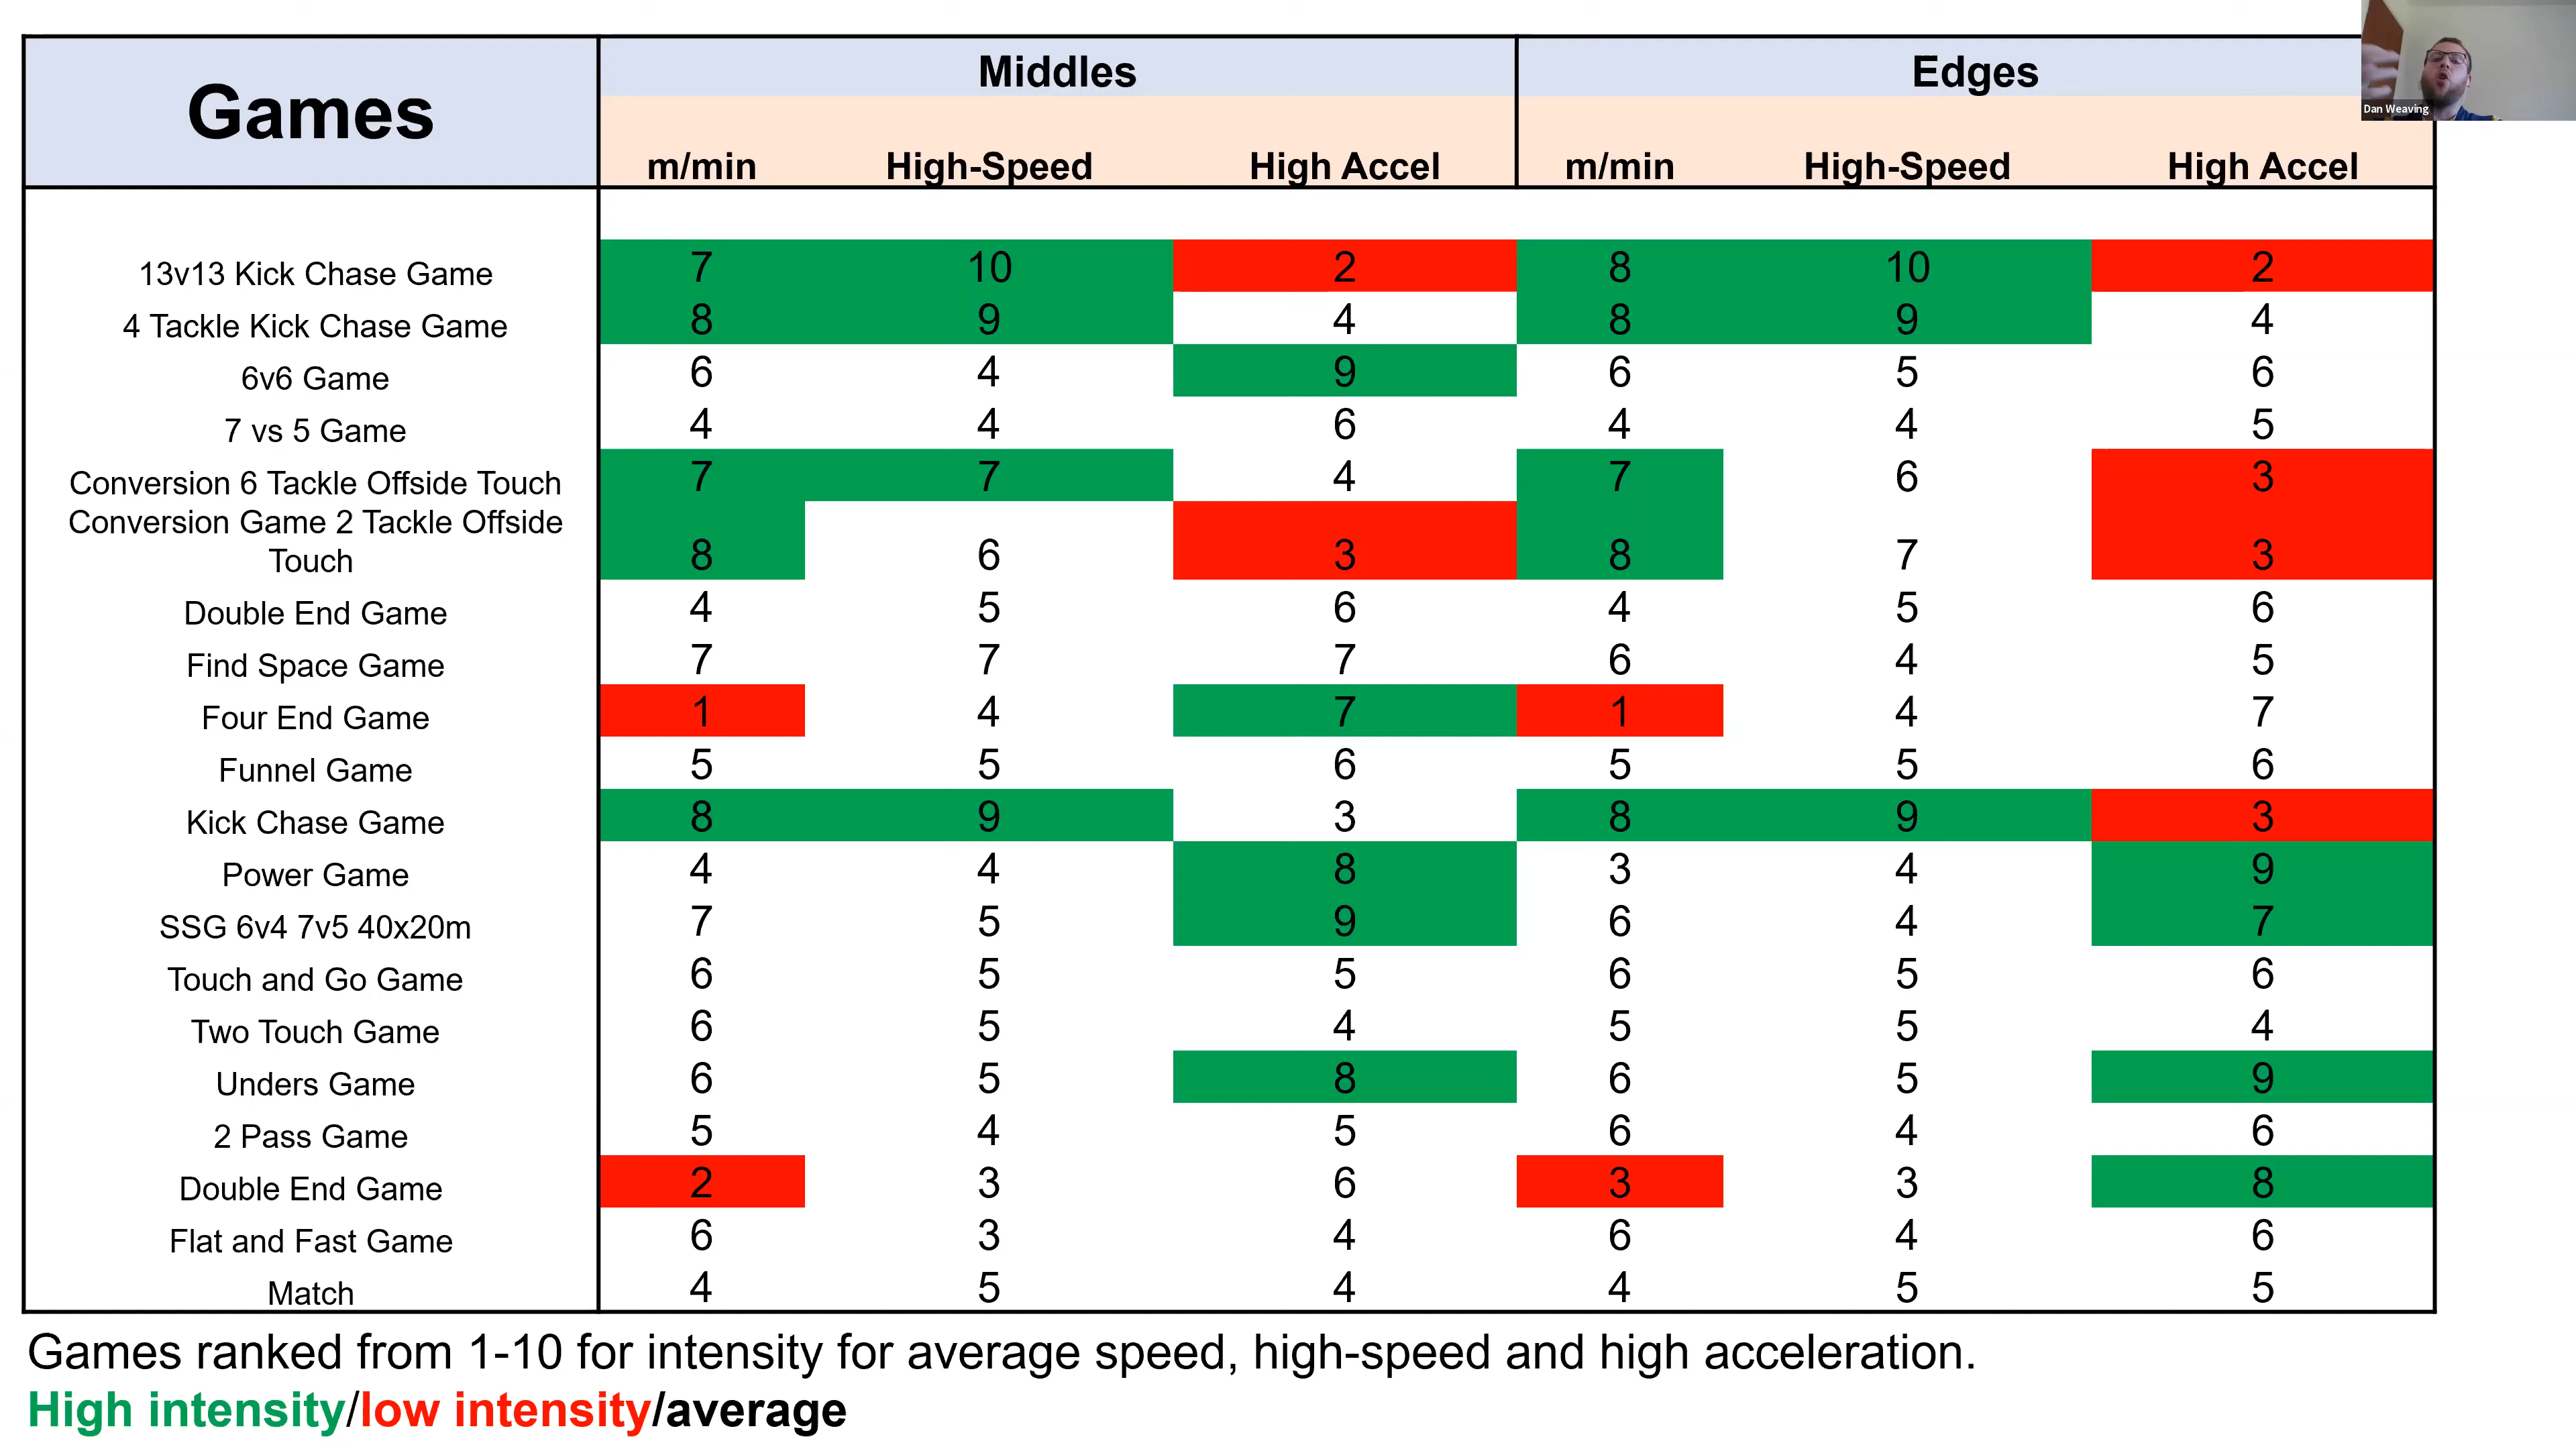 Games
Middles
Edges
Dan Weaving
m/min High-Speed High Accel m/min High-Speed High Accel
13v13 Kick Chase Game 7 10 2 8 10 2
4 Tackle Kick Chase Game 8 9 4 8 9 4
6v6 Game 6 4 9 6 5 6
7 vs 5 Game 4 4 6 4 4 5
Conversion 6 Tackle Offside Touch 7 7 4 7 6 3
Conversion Game 2 Tackle Offside
Touch 8 6 3 8 7 3
Double End Game 4 5 6 4 5 6
Find Space Game 7 7 7 6 4 5
Four End Game 1 4 7 1 4 7
Funnel Game 5 5 6 5 5 6
Kick Chase Game 8 9 3 8 9 3
Power Game 4 4 8 3 4 9
SSG 6v4 7v5 40x20m 7 5 9 6 4 7
Touch and Go Game 6 5 5 6 5 6
Two Touch Game 6 5 4 5 5 4
Unders Game 6 5 8 6 5 9
2 Pass Game 5 4 5 6 4 6
Double End Game 2 3 6 3 3 8
Flat and Fast Game 6 3 4 6 4 6
Match 4 5 4 4 5 5
Games ranked from 1-10 for intensity for average speed, high-speed and high acceleration.
High intensity/low intensity/average